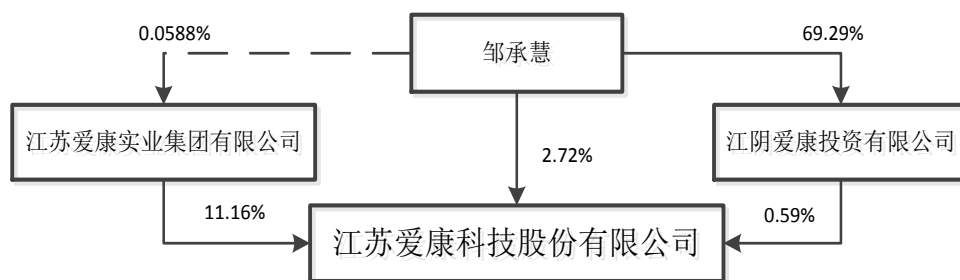 0.0588%
邹承慧
69.29%
江苏爱康实业集团有限公司
江阴爱康投资有限公司
2.72%
11.16%
0.59%
江苏爱康科技股份有限公司